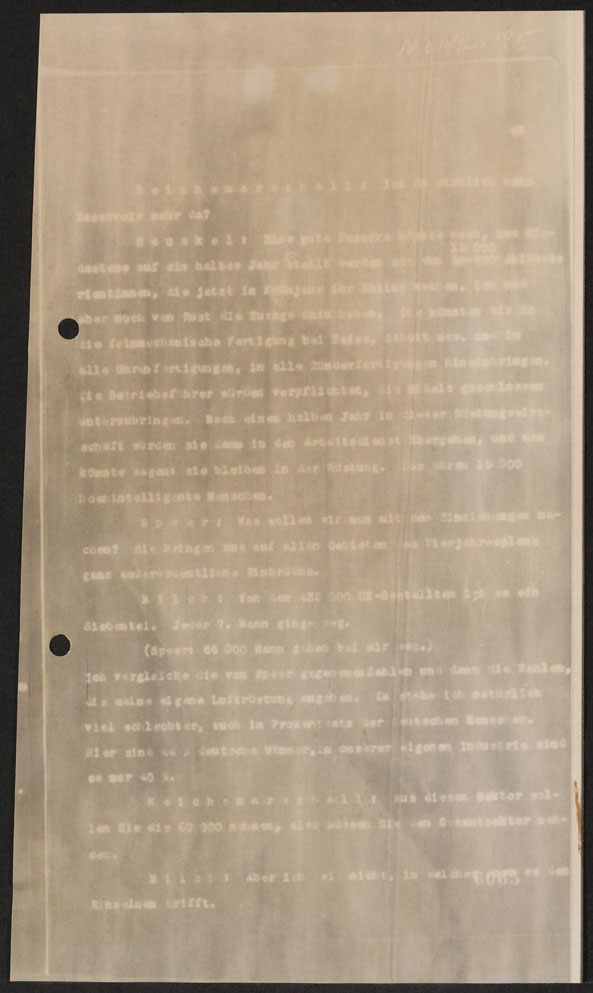 Reichsmarschall: Ist da wirklich kein
Reservoir mehr da?
Sauckel: Eine gute Reserve könnte noch, zum Min-
15 000
destens auf ein halbes Jahr gestellt werden aus den
rientinnen, die jetzt im Frühjahr ihr Abitur machen. Ich muß
aber noch von Rust die Zusage dazu haben. Die könnten wir in
die feinmechanische Fertigung bei Zeiss, Schott usw. und in
alle Uhrenfertigungen, in alle Zünderfertigungen hineinbringen.
Die Betriebsführer würden verpflichtet, die Mädels geschlossen
unterzubringen. Nach einem halben Jahr in dieser Rüstungswirt-
schaft würden sie dann in den Arbeitsdienst übergehen, und man
könnte sagen: sie bleiben in der Rüstung. Das wären 15 000
hochintelligente Menschen.
Speer: Was sollen wir nun mit den Einziehungen ma-
chen? Sie bringen uns auf allen Gebieten des Vierjahresplans
ganz außerordentliche Einbrüche.
Milch: Von den 000 UK-Gestellten ist es ein
Siebentel. Jeder 7. Mann ginge weg.
(Speer: 66 000 Mann gehen bei mir weg.)
Ich vergleiche die von Speer gegebenen Zahlen und dann die Zahlen,
die meine eigene Luftrüstung angehen. Da stehe ich natürlich
viel schlechter, auch im Prozentsatz der deutschen Menschen.
Hier sind deutsche Männer, in unserer eigenen Industrie sind
es nur 40 %.
Reichsmarschall: Aus diesem Sektor sol-
len Sie die 000 nehmen, also müssen Sie den Gesamtsektor neh-
men.
Milch: Aber ich weiß nicht, in welchem es den
Einzelnen trifft.
6065